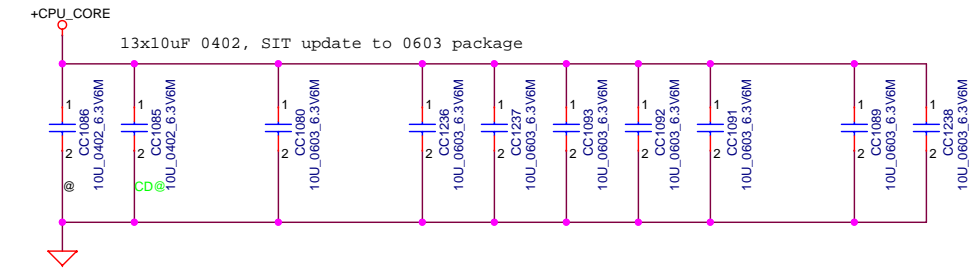 +CPU_CORE
13x10uF 0402, SIT update to 0603 package
1
2
CC1086
10U_0402_6.3V6M
@
1
2
CC1085
10U_0402_6.3V6M
CD@
1
2
CC1080
10U_0603_6.3V6M
1
2
CC1236
10U_0603_6.3V6M
1
2
CC1237
10U_0603_6.3V6M
1
2
CC1093
10U_0603_6.3V6M
1
2
CC1092
10U_0603_6.3V6M
1
2
CC1091
10U_0603_6.3V6M
1
2
CC1089
10U_0603_6.3V6M
1
2
CC1238
10U_0603_6.3V6M